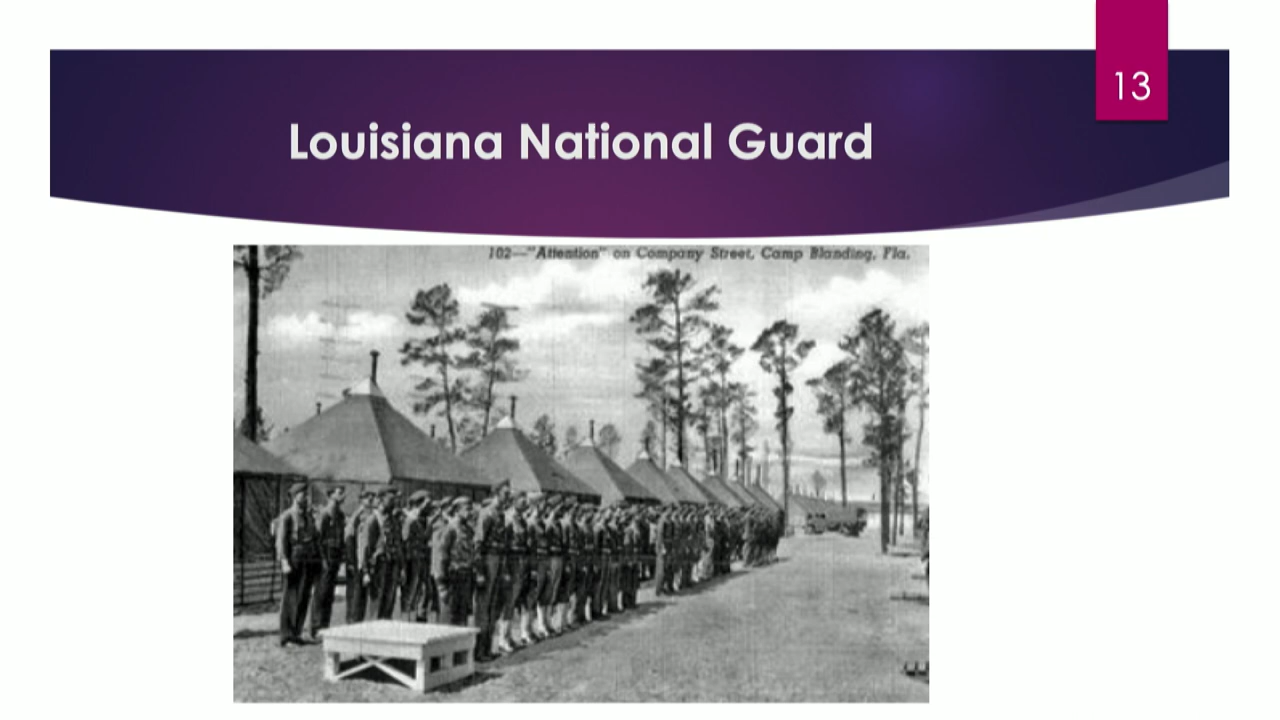 13
Louisiana National Guard
102—"Attention" on Company Street, Camp Blanding, Fla.